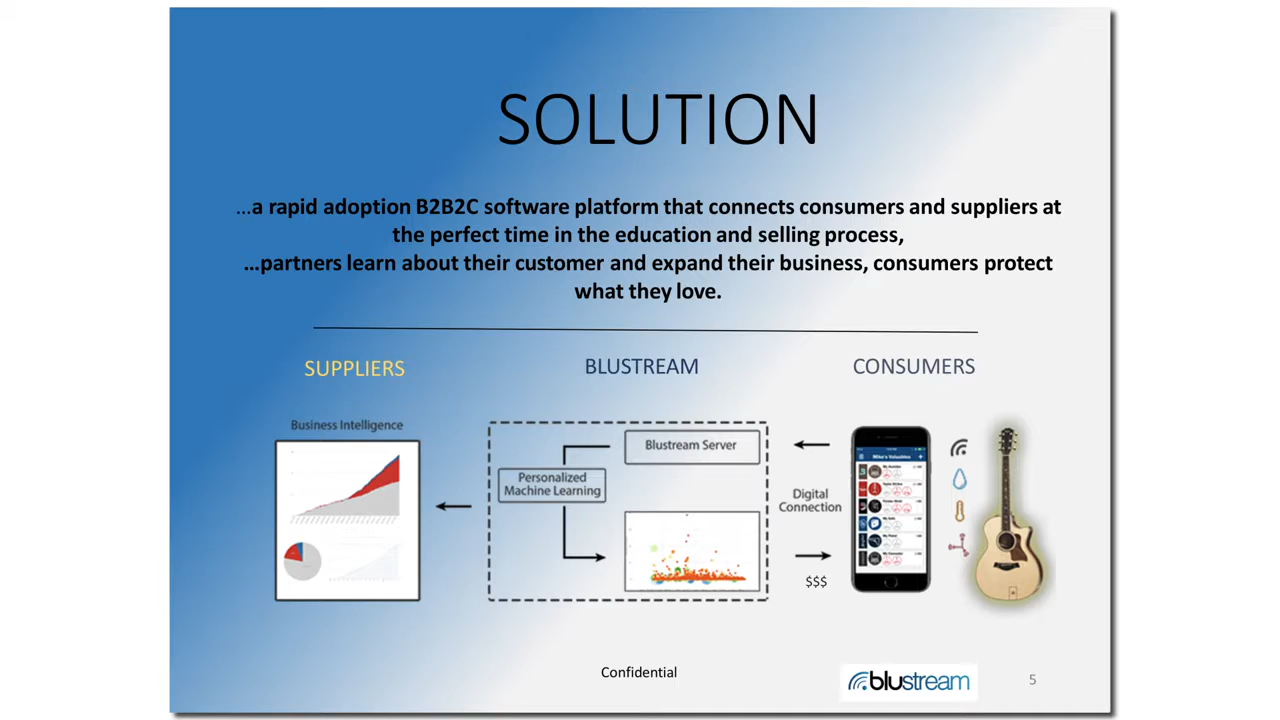 SOLUTION
...a rapid adoption B2B2C software platform that connects consumers and suppliers at
the perfect time in the education and selling process,
...partners learn about their customer and expand their business, consumers protect
what they love.
SUPPLIERS
BLUSTREAM
CONSUMERS
Business Intelligence
Blustream Server
Personalized
Machine Learning
Digital
Connection
$$$
Mike's Valuables
Confidential
blustream
5